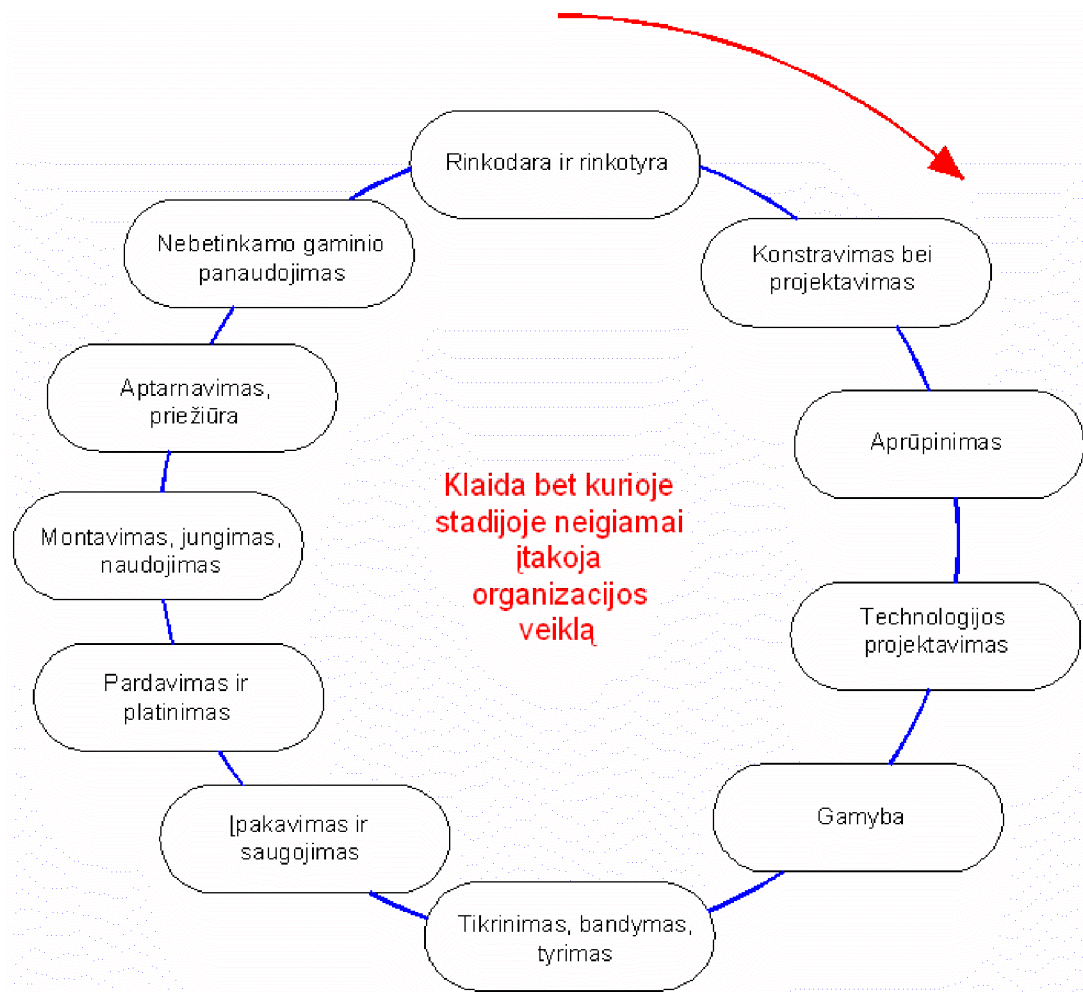 Rinkodara ir rinkotyra
Konstravimas bei
projektavimas
Aprūpinimas
Technologijos
projektavimas
Gamyba
Tikrinimas, bandymas,
tyrimas
Įpakavimas ir
saugojimas
Pardavimas ir
platinimas
Montavimas, jungimas,
naudojimas
Aptarnavimas,
priežiūra
Nebetinkamo gaminio
panaudojimas
Klaida bet kurioje
stadijoje neigiamai
įtakoja
organizacijos
veiklą